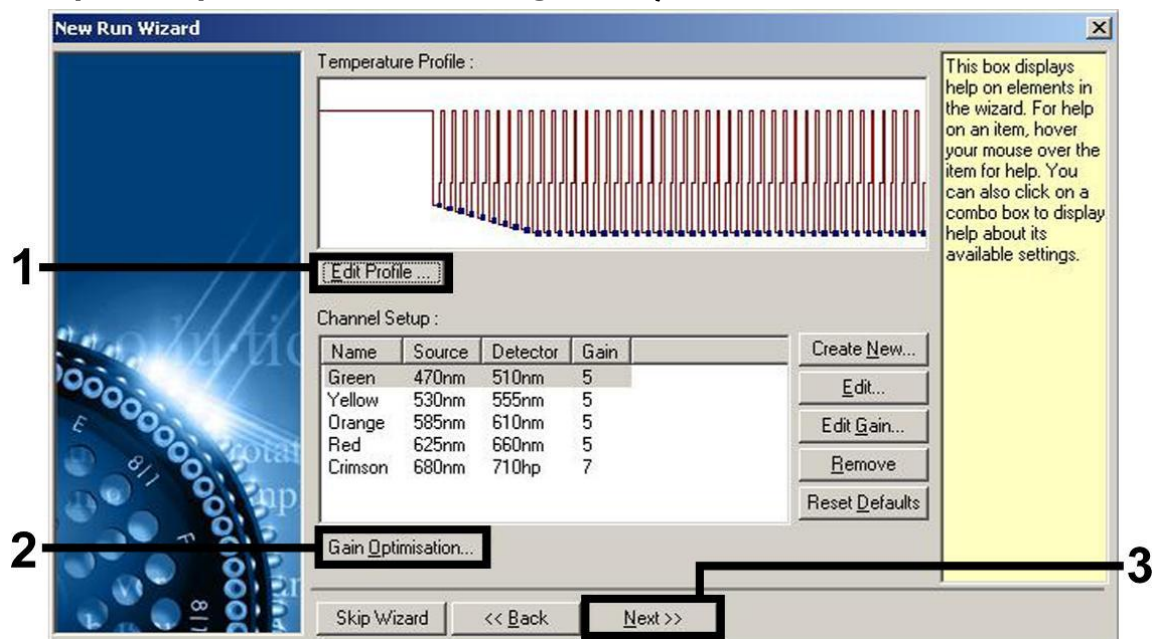 New Run Wizard
Temperature Profile :
This box displays
help on elements in
the wizard. For help
on an item, hover
your mouse over the
item for help. You
can also click on a
combo box to display
help about its
available settings.
1
Edit Profile ...
Channel Setup :
Name Source Detector Gain
Green 470nm 510nm 5
Yellow 530nm 555nm 5
Orange 585nm 610nm 5
Red 625nm 660nm 5
Crimson 680nm 710hp 7
Create New...
Edit...
Edit Gain...
Remove
Reset Defaults
2
Gain Optimisation...
3
Skip Wizard
<< Back
Next >>